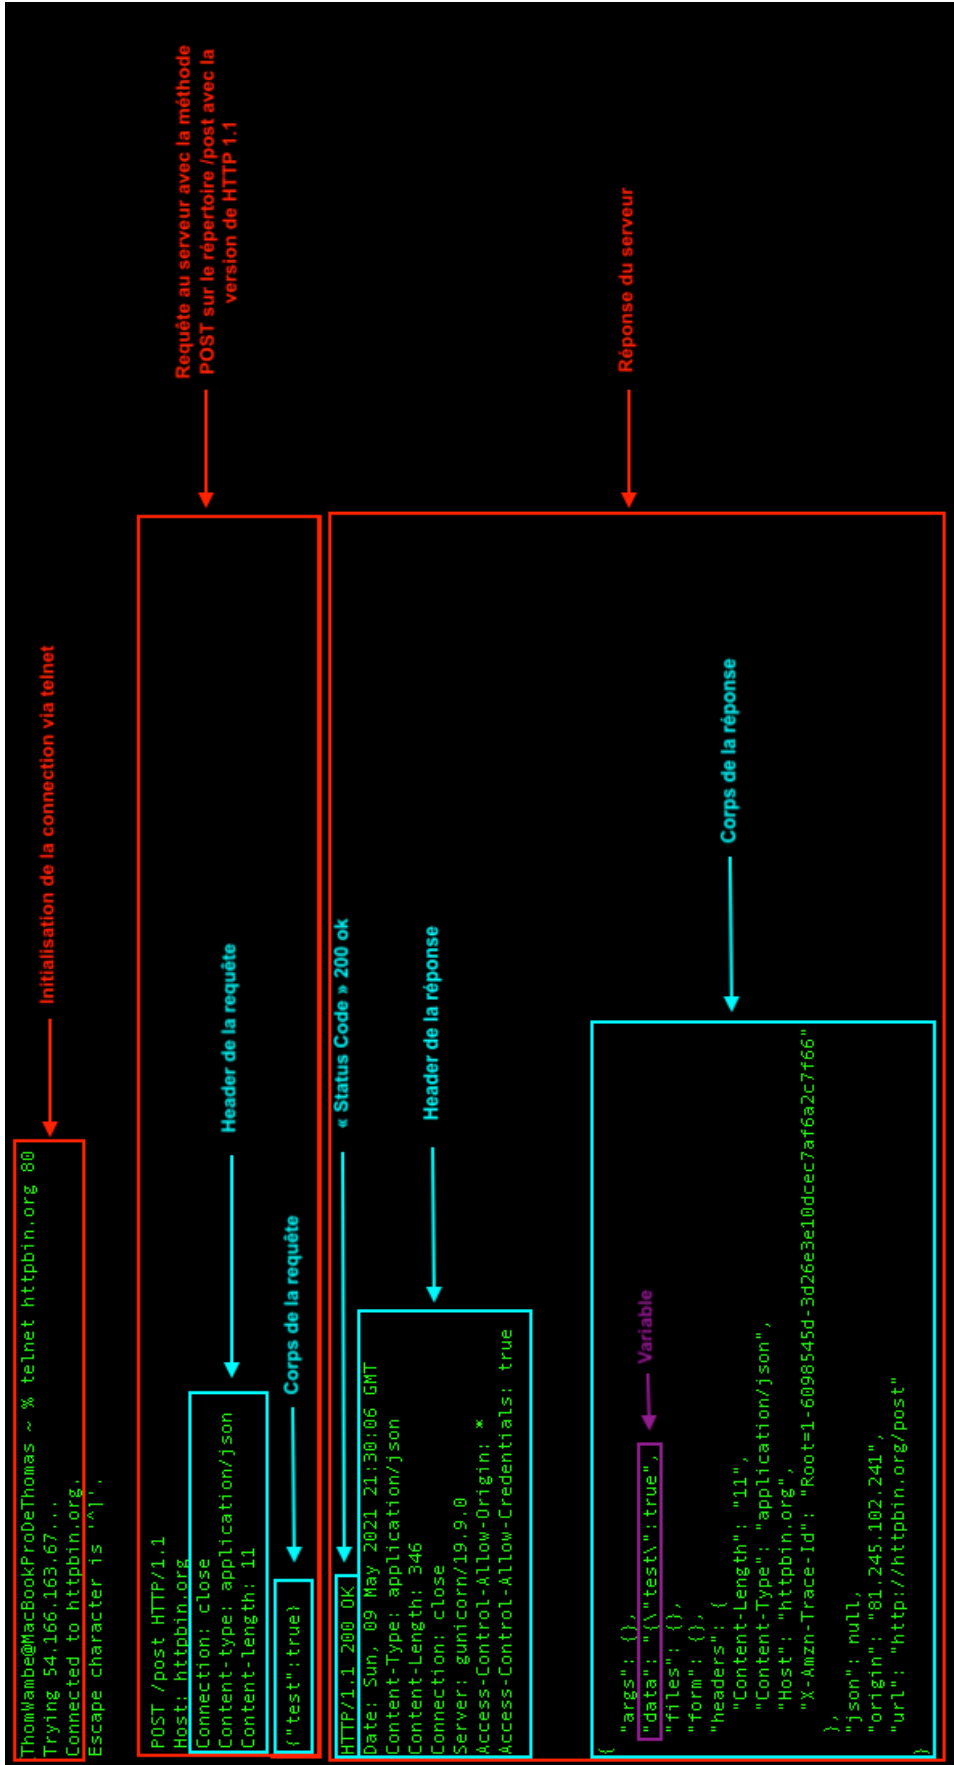 ThomWambe@MacBookProDeThomas ~ % telnet httpbin.org 80
Trying 54.166.163.67...
Connected to httpbin.org.
Escape character is '^]'.
Initialisation de la connection via telnet
POST /post HTTP/1.1
Host: httpbin.org
Connection: close
Content-type: application/json
Content-length: 11
{"test":true}
Requête au serveur avec la méthode
POST sur le répertoire /post avec la
version de HTTP 1.1
Header de la requête
Corps de la requête
HTTP/1.1 200 OK
« Status Code » 200 ok
Date: Sun, 09 May 2021 21:30:06 GMT
Content-Type: application/json
Content-Length: 346
Connection: close
Server: gunicorn/19.9.0
Access-Control-Allow-Origin: *
Access-Control-Allow-Credentials: true
Header de la réponse
Réponse du serveur
{
"args": {},
"data": "{\"test\":true",
"files": {},
"form": {},
"headers": {
"Content-Length": "11",
"Content-Type": "application/json",
"Host": "httpbin.org",
"X-Amzn-Trace-Id": "Root=1-6098545d-3d26e3e10dcec7af6a2c7f66"
},
"json": null,
"origin": "81.245.102.241",
"url": "http://httpbin.org/post"
}
Variable
Corps de la réponse